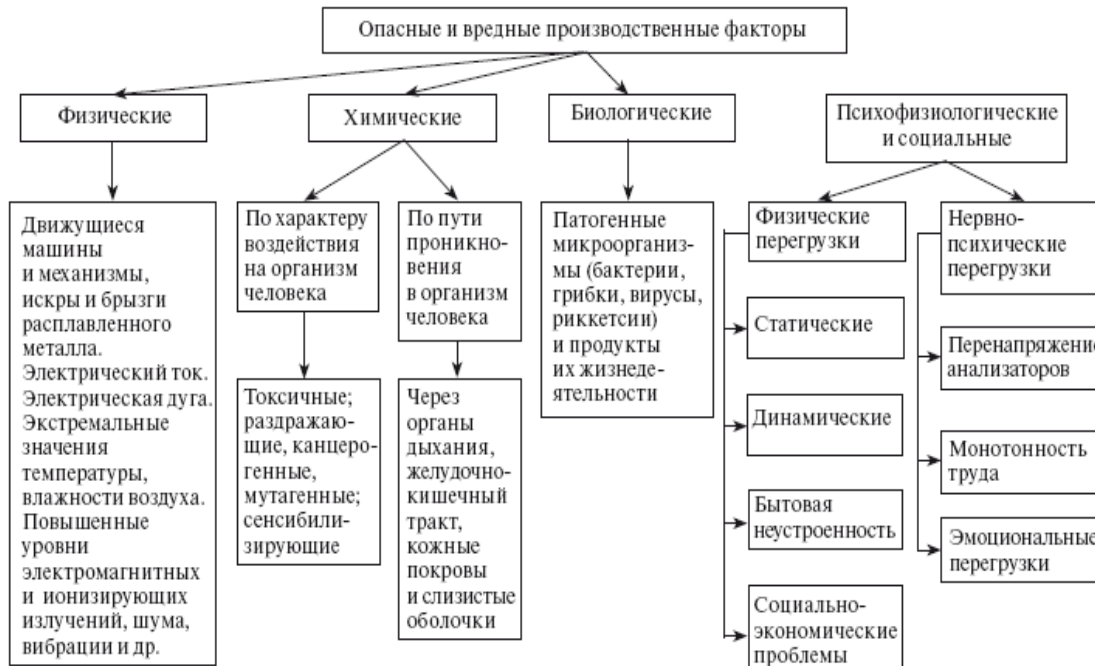 Опасные и вредные производственные факторы
Физические
Химические
Биологические
Психофизиологические
и социальные
Движущиеся
машины
и механизмы,
искры и брызги
расплавленного
металла.
Электрический ток.
Электрическая дуга.
Экстремальные
значения
температуры,
влажности воздуха.
Повышенные
уровни
электромагнитных
и ионизирующих
излучений, шума,
вибрации и др.
По характеру
воздействия
на организм
человека
Токсичные;
раздражаю-
щие, канцеро-
генные,
мутагенные;
сенсибили-
зирующие
По пути
проникно-
вения
в организм
человека
Через
органы
дыхания,
желудочно-
кишечный
тракт,
кожные
покровы
и слизистые
оболочки
Патогенные
микроорганиз-
мы (бактерии,
грибки, вирусы,
риккетсии)
и продукты
их жизнеде-
ятельности
Физические
перегрузки
Статические
Динамические
Бытовая
неустроенность
Социально-
экономические
проблемы
Нервно-
психические
перегрузки
Перенапряжение
анализаторов
Монотонность
труда
Эмоциональные
перегрузки